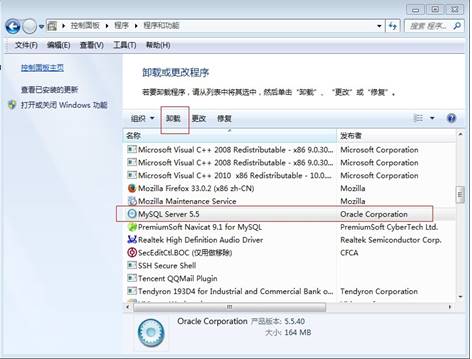 控制面板 ▸ 程序 ▸ 程序和功能
搜索 程序...
文件(F) 编辑(E) 查看(V) 工具(T) 帮助(H)
控制面板主页
查看已安装的更新
打开或关闭 Windows 功能
卸载或更改程序
若要卸载程序，请从列表中将其选中，然后单击“卸载”、“更改”或“修复”。
组织 卸载 更改 修复
名称 发布者
Microsoft Visual C++ 2008 Redistributable - x86 9.0.30... Microsoft Corporation
Microsoft Visual C++ 2008 Redistributable - x86 9.0.30... Microsoft Corporation
Microsoft Visual C++ 2010 x86 Redistributable - 10.0.... Microsoft Corporation
Mozilla Firefox 33.0.2 (x86 zh-CN) Mozilla
Mozilla Maintenance Service Mozilla
MySQL Server 5.5 Oracle Corporation
PremiumSoft Navicat 9.1 for MySQL PremiumSoft CyberTech Ltd.
Realtek High Definition Audio Driver Realtek Semiconductor Corp.
SecEditCtl.BOC (仅用做移除) CFCA
SSH Secure Shell
Tencent QQMail Plugin
Tendyron 193D4 for Industrial and Commercial Bank o... Tendyron Corporation
Oracle Corporation 产品版本: 5.5.40
大小: 164 MB